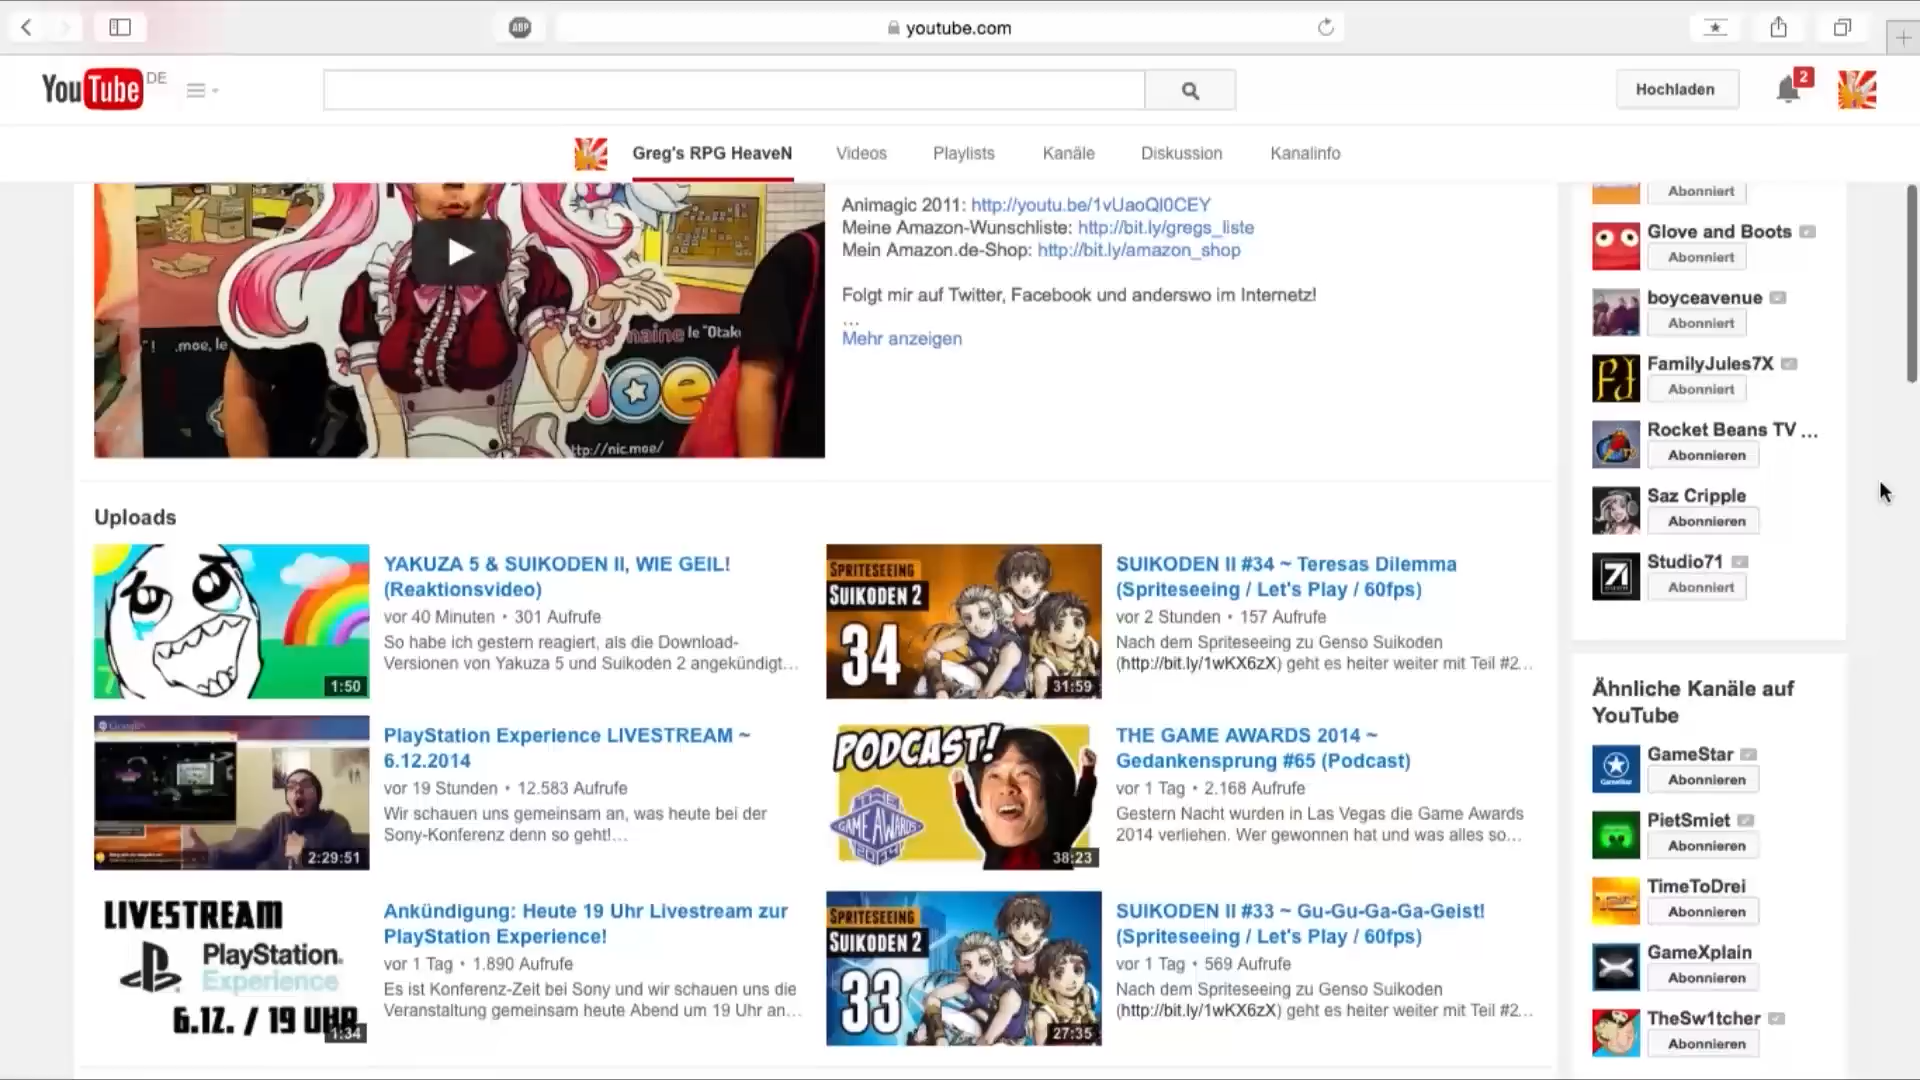 ABP
youtube.com
YouTube DE
Hochladen
2
Greg's RPG HeaveN
Videos
Playlists
Kanäle
Diskussion
Kanalinfo
.moe, le
le "Otaku
moe
ttp://nic.moe/
Animagic 2011: http://youtu.be/1vUaoQI0CEY
Meine Amazon-Wunschliste: http://bit.ly/gregs_liste
Mein Amazon.de-Shop: http://bit.ly/amazon_shop
Folgt mir auf Twitter, Facebook und anderswo im Internetz!
...
Mehr anzeigen
Uploads
1:50
YAKUZA 5 & SUIKODEN II, WIE GEIL!
(Reaktionsvideo)
vor 40 Minuten • 301 Aufrufe
So habe ich gestern reagiert, als die Download-
Versionen von Yakuza 5 und Suikoden 2 angekündigt...
SPRITESEEING
SUIKODEN 2
34
31:59
SUIKODEN II #34 ~ Teresas Dilemma
(Spriteseeing / Let's Play / 60fps)
vor 2 Stunden • 157 Aufrufe
Nach dem Spriteseeing zu Genso Suikoden
(http://bit.ly/1wKX6zX) geht es heiter weiter mit Teil #2...
2:29:51
PlayStation Experience LIVESTREAM ~
6.12.2014
vor 19 Stunden • 12.583 Aufrufe
Wir schauen uns gemeinsam an, was heute bei der
Sony-Konferenz denn so geht!...
PODCAST!
THE
GAME AWARDS
2014
38:23
THE GAME AWARDS 2014 ~
Gedankensprung #65 (Podcast)
vor 1 Tag • 2.168 Aufrufe
Gestern Nacht wurden in Las Vegas die Game Awards
2014 verliehen. Wer gewonnen hat und was alles so...
LIVESTREAM
PlayStation.
Experience
6.12. / 19 UHR
1:34
Ankündigung: Heute 19 Uhr Livestream zur
PlayStation Experience!
vor 1 Tag • 1.890 Aufrufe
Es ist Konferenz-Zeit bei Sony und wir schauen uns die
Veranstaltung gemeinsam heute Abend um 19 Uhr an...
SPRITESEEING
SUIKODEN 2
33
27:35
SUIKODEN II #33 ~ Gu-Gu-Ga-Ga-Geist!
(Spriteseeing / Let's Play / 60fps)
vor 1 Tag • 569 Aufrufe
Nach dem Spriteseeing zu Genso Suikoden
(http://bit.ly/1wKX6zX) geht es heiter weiter mit Teil #2...
Abonniert
Glove and Boots
Abonniert
boyceavenue
Abonniert
FamilyJules7X
Abonniert
Rocket Beans TV ...
Abonnieren
Saz Cripple
Abonnieren
Studio71
Abonniert
Ähnliche Kanäle auf
YouTube
GameStar
Abonnieren
PietSmiet
Abonnieren
TimeToDrei
Abonnieren
GameXplain
Abonnieren
TheSw1tcher
Abonnieren